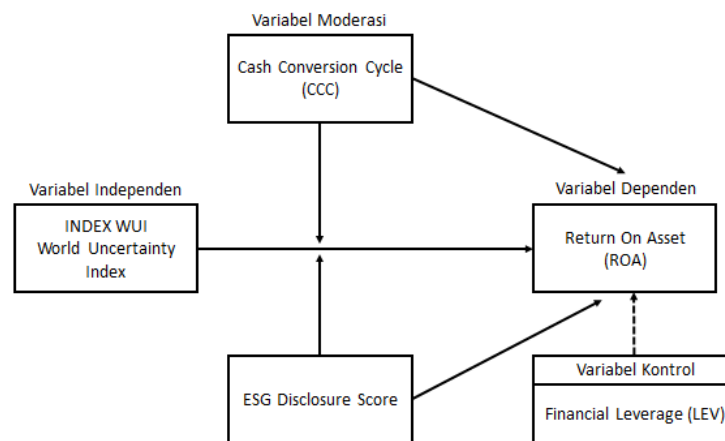 Variabel Moderasi
Cash Conversion Cycle
(CCC)
Variabel Independen
INDEX WUI
World Uncertainty
Index
Variabel Dependen
Return On Asset
(ROA)
ESG Disclosure Score
Variabel Kontrol
Financial Leverage (LEV)